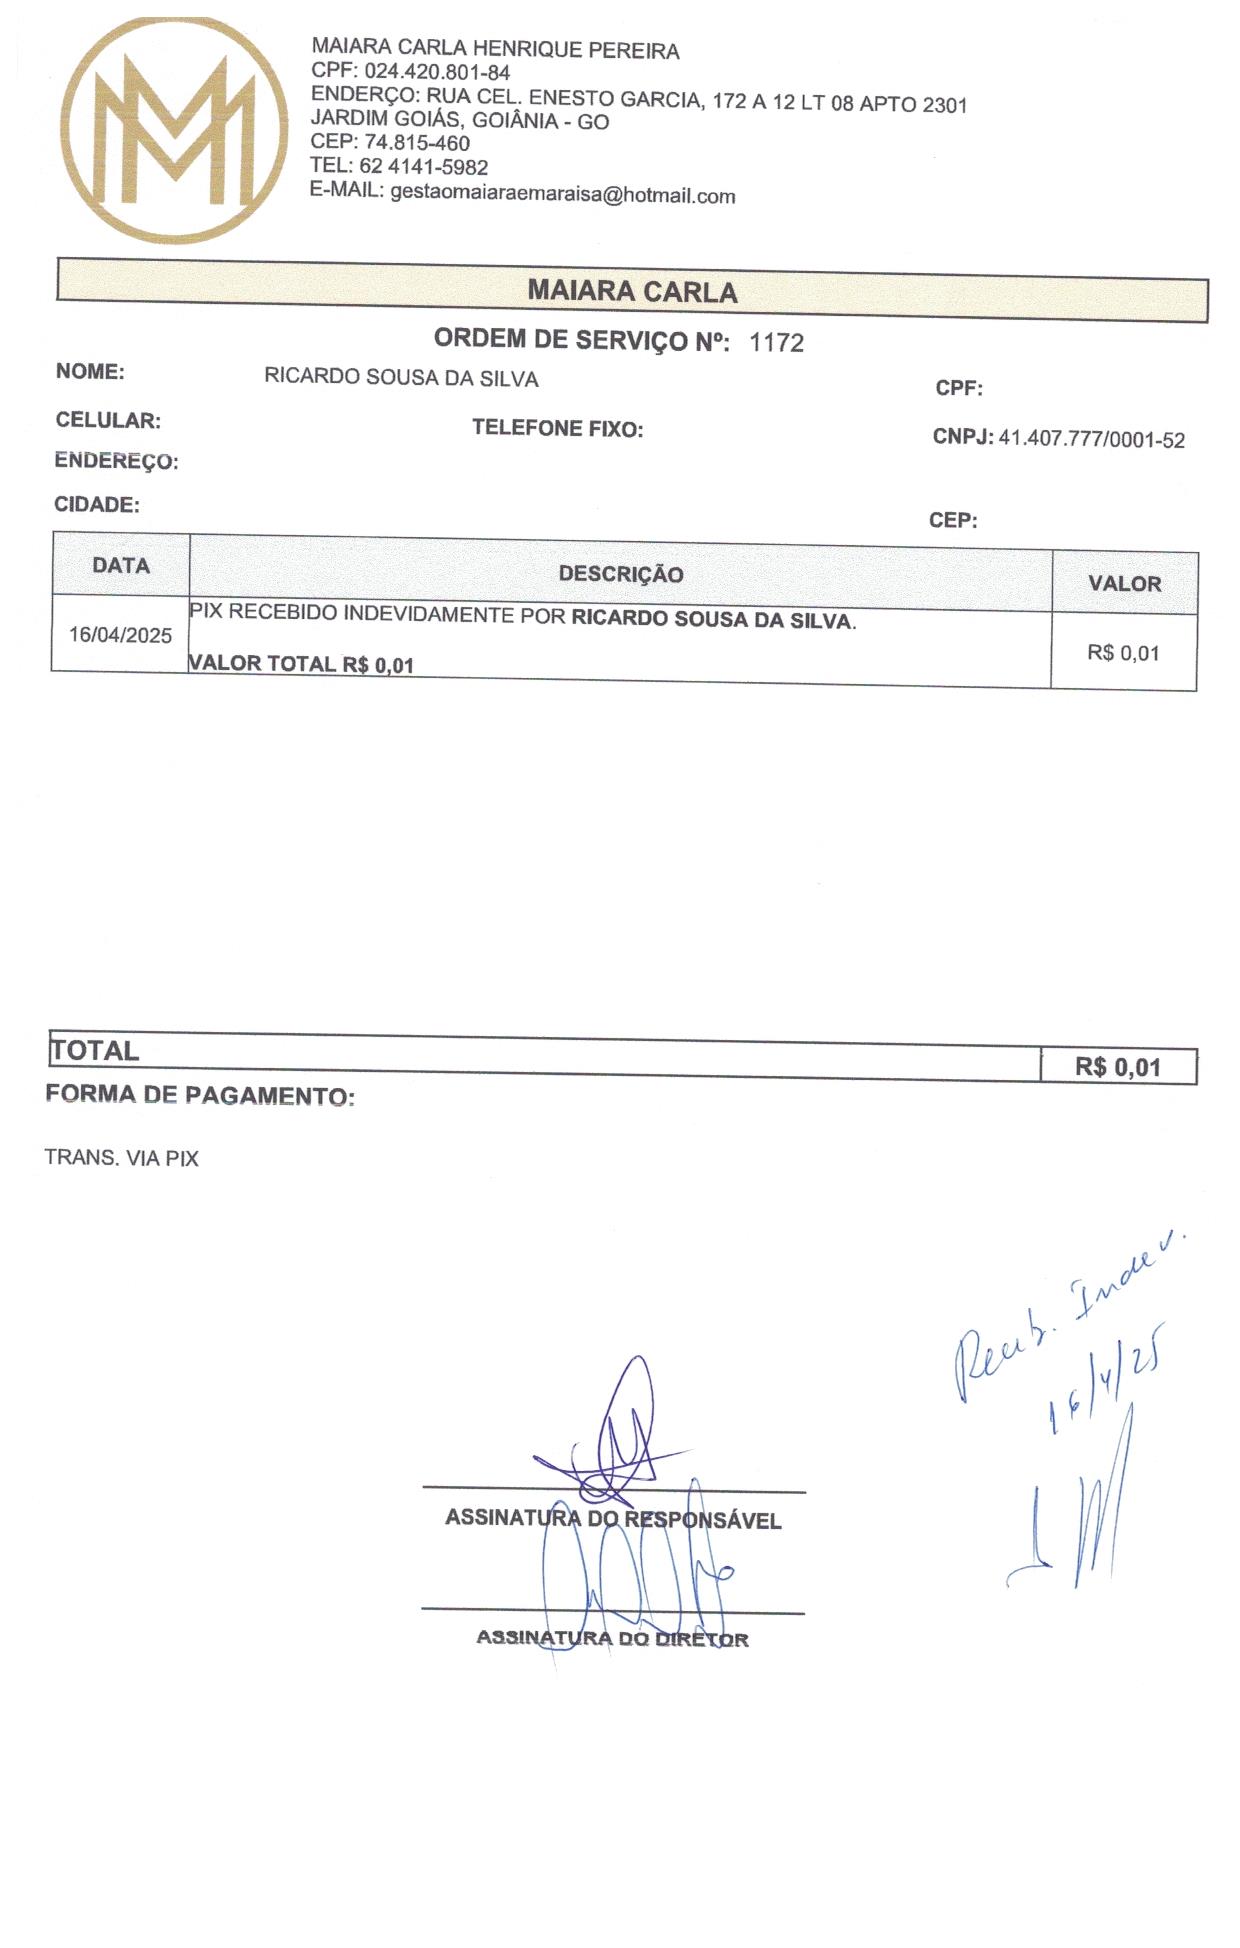 MAIARA CARLA HENRIQUE PEREIRA
CPF: 024.420.801-84
ENDERÇO: RUA CEL. ENESTO GARCIA, 172 A 12 LT 08 APTO 2301
JARDIM GOIÁS, GOIÂNIA - GO
CEP: 74.815-460
TEL: 62 4141-5982
E-MAIL: gestaomaiaraemaraisa@hotmail.com
MM
MAIARA CARLA
ORDEM DE SERVIÇO Nº: 1172
NOME: RICARDO SOUSA DA SILVA CPF:
CELULAR: TELEFONE FIXO: CNPJ: 41.407.777/0001-52
ENDEREÇO:
CIDADE: CEP:
DATA DESCRIÇÃO VALOR
16/04/2025 PIX RECEBIDO INDEVIDAMENTE POR RICARDO SOUSA DA SILVA. R$ 0,01
VALOR TOTAL R$ 0,01
TOTAL R$ 0,01
FORMA DE PAGAMENTO:
TRANS. VIA PIX
Receb. Indev.
16/4/25
ASSINATURA DO RESPONSÁVEL
ASSINATURA DO DIRETOR